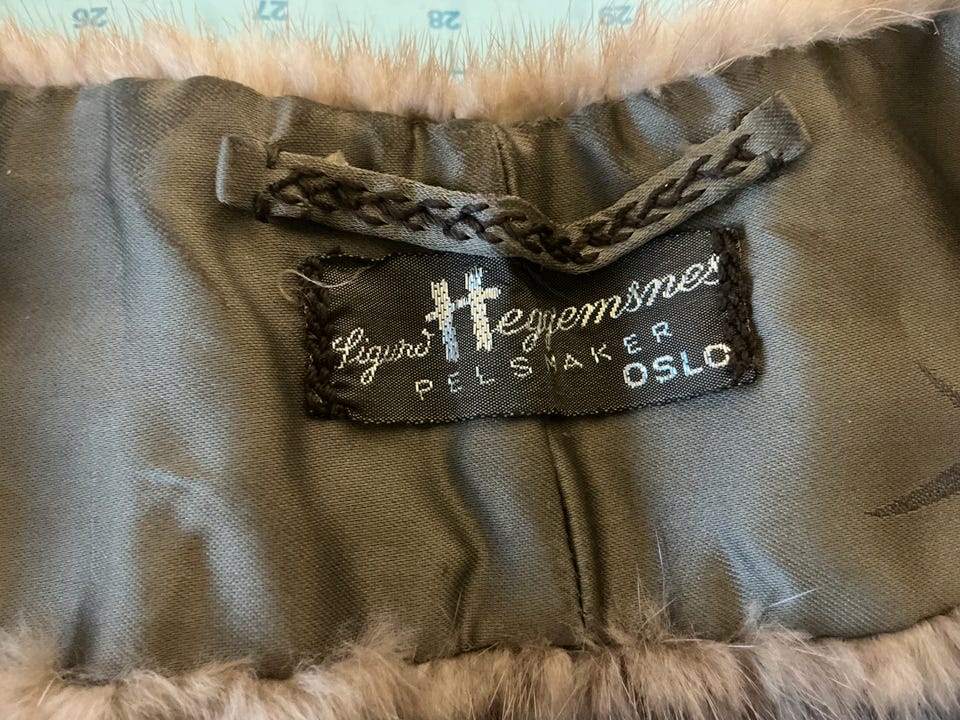 26 27 28 29
Sigurd Heggemsnes
PELSMAKER
OSLO